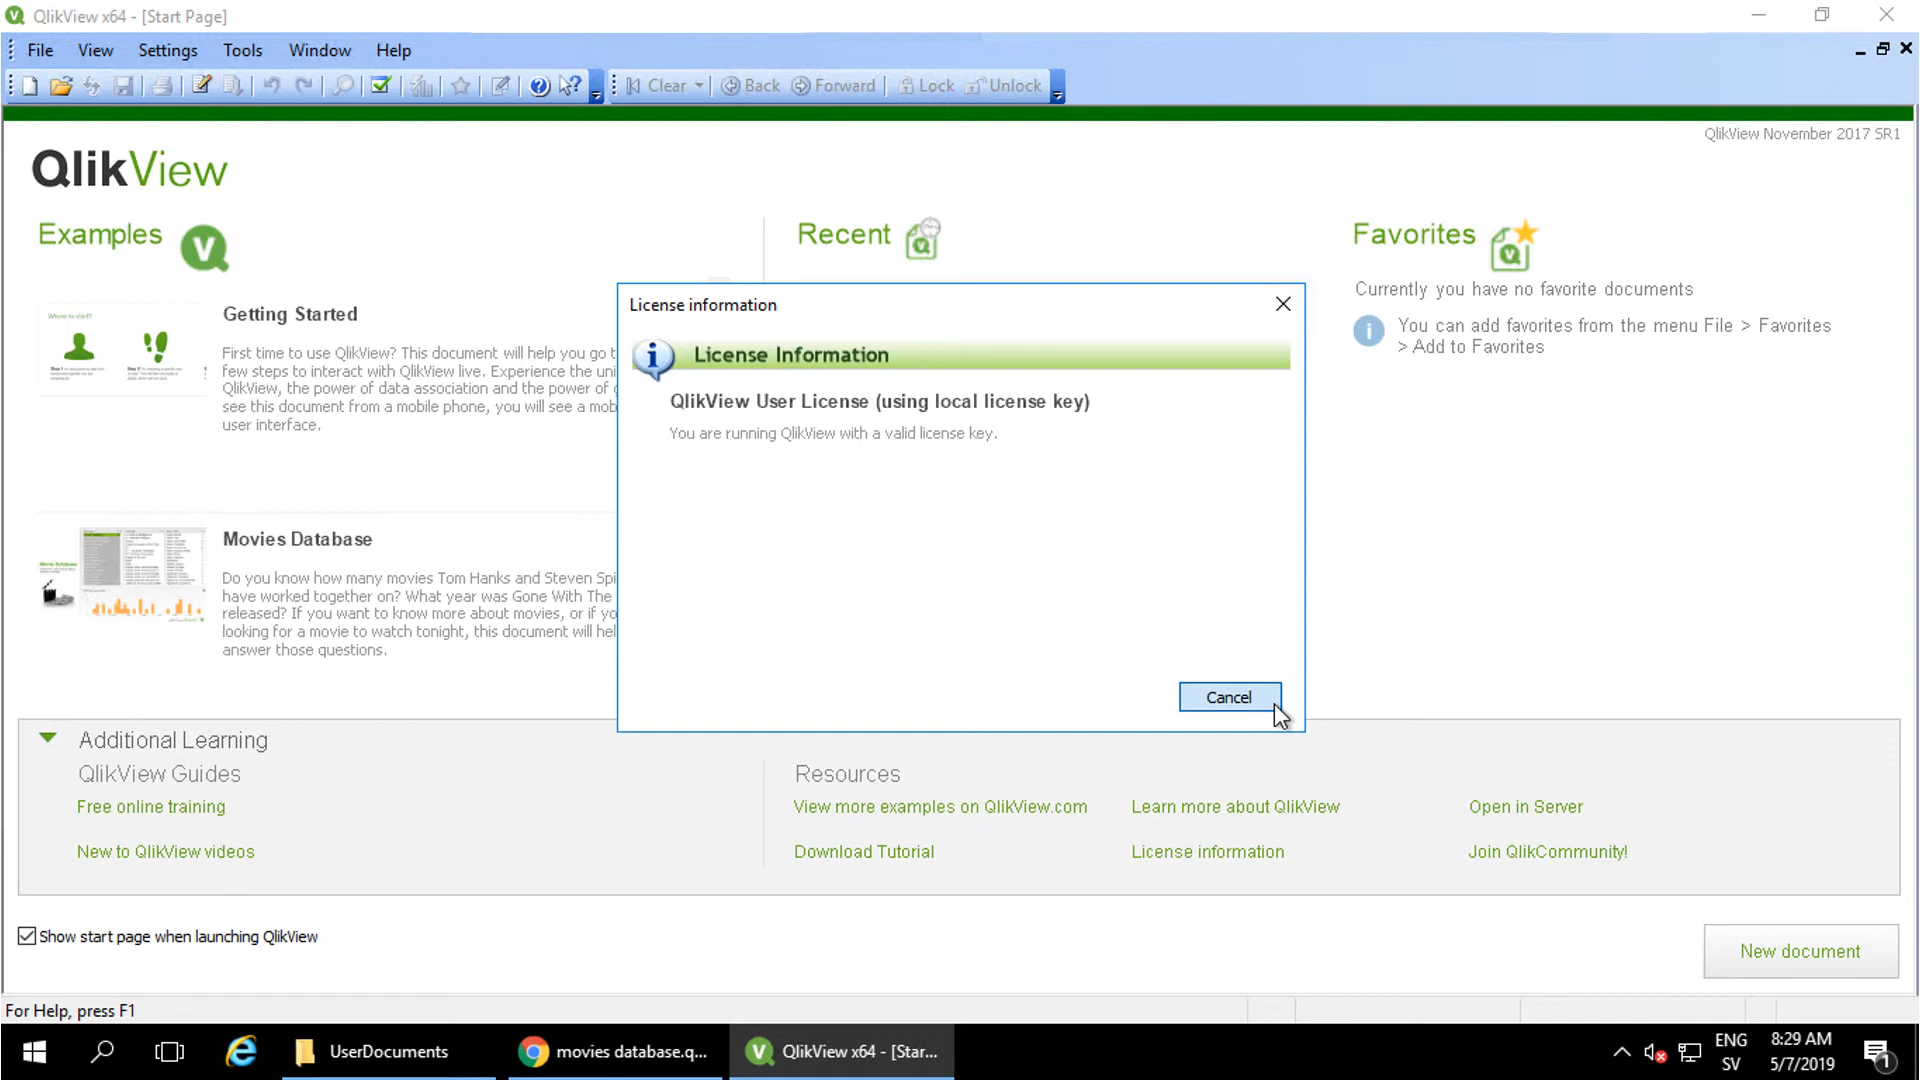 QlikView x64 - [Start Page]
File View Settings Tools Window Help
Clear Back Forward Lock Unlock
QlikView November 2017 SR1
QlikView
Examples
Recent
Favorites
Currently you have no favorite documents
You can add favorites from the menu File > Favorites
> Add to Favorites
Getting Started
First time to use QlikView? This document will help you go t
few steps to interact with QlikView live. Experience the uni
QlikView, the power of data association and the power of
see this document from a mobile phone, you will see a mob
user interface.
License information
License Information
QlikView User License (using local license key)
You are running QlikView with a valid license key.
Cancel
Movies Database
Do you know how many movies Tom Hanks and Steven Spi
have worked together on? What year was Gone With The
released? If you want to know more about movies, or if yo
looking for a movie to watch tonight, this document will hel
answer those questions.
Additional Learning
QlikView Guides
Free online training
New to QlikView videos
Resources
View more examples on QlikView.com
Learn more about QlikView
Open in Server
Download Tutorial
License information
Join QlikCommunity!
Show start page when launching QlikView
New document
For Help, press F1
UserDocuments
movies database.q...
QlikView x64 - [Star...
ENG
SV
8:29 AM
5/7/2019
1